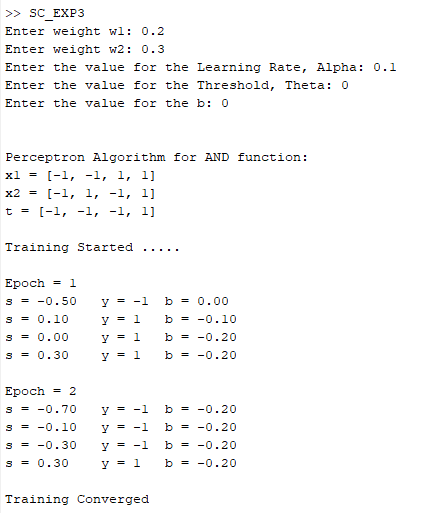 >> SC_EXP3
Enter weight w1: 0.2
Enter weight w2: 0.3
Enter the value for the Learning Rate, Alpha: 0.1
Enter the value for the Threshold, Theta: 0
Enter the value for the b: 0
Perceptron Algorithm for AND function:
x1 = [-1, -1, 1, 1]
x2 = [-1, 1, -1, 1]
t = [-1, -1, -1, 1]
Training Started .....
Epoch = 1
s = -0.50   y = -1  b = 0.00
s = 0.10    y = 1   b = -0.10
s = 0.00    y = 1   b = -0.20
s = 0.30    y = 1   b = -0.20
Epoch = 2
s = -0.70   y = -1  b = -0.20
s = -0.10   y = -1  b = -0.20
s = -0.30   y = -1  b = -0.20
s = 0.30    y = 1   b = -0.20
Training Converged